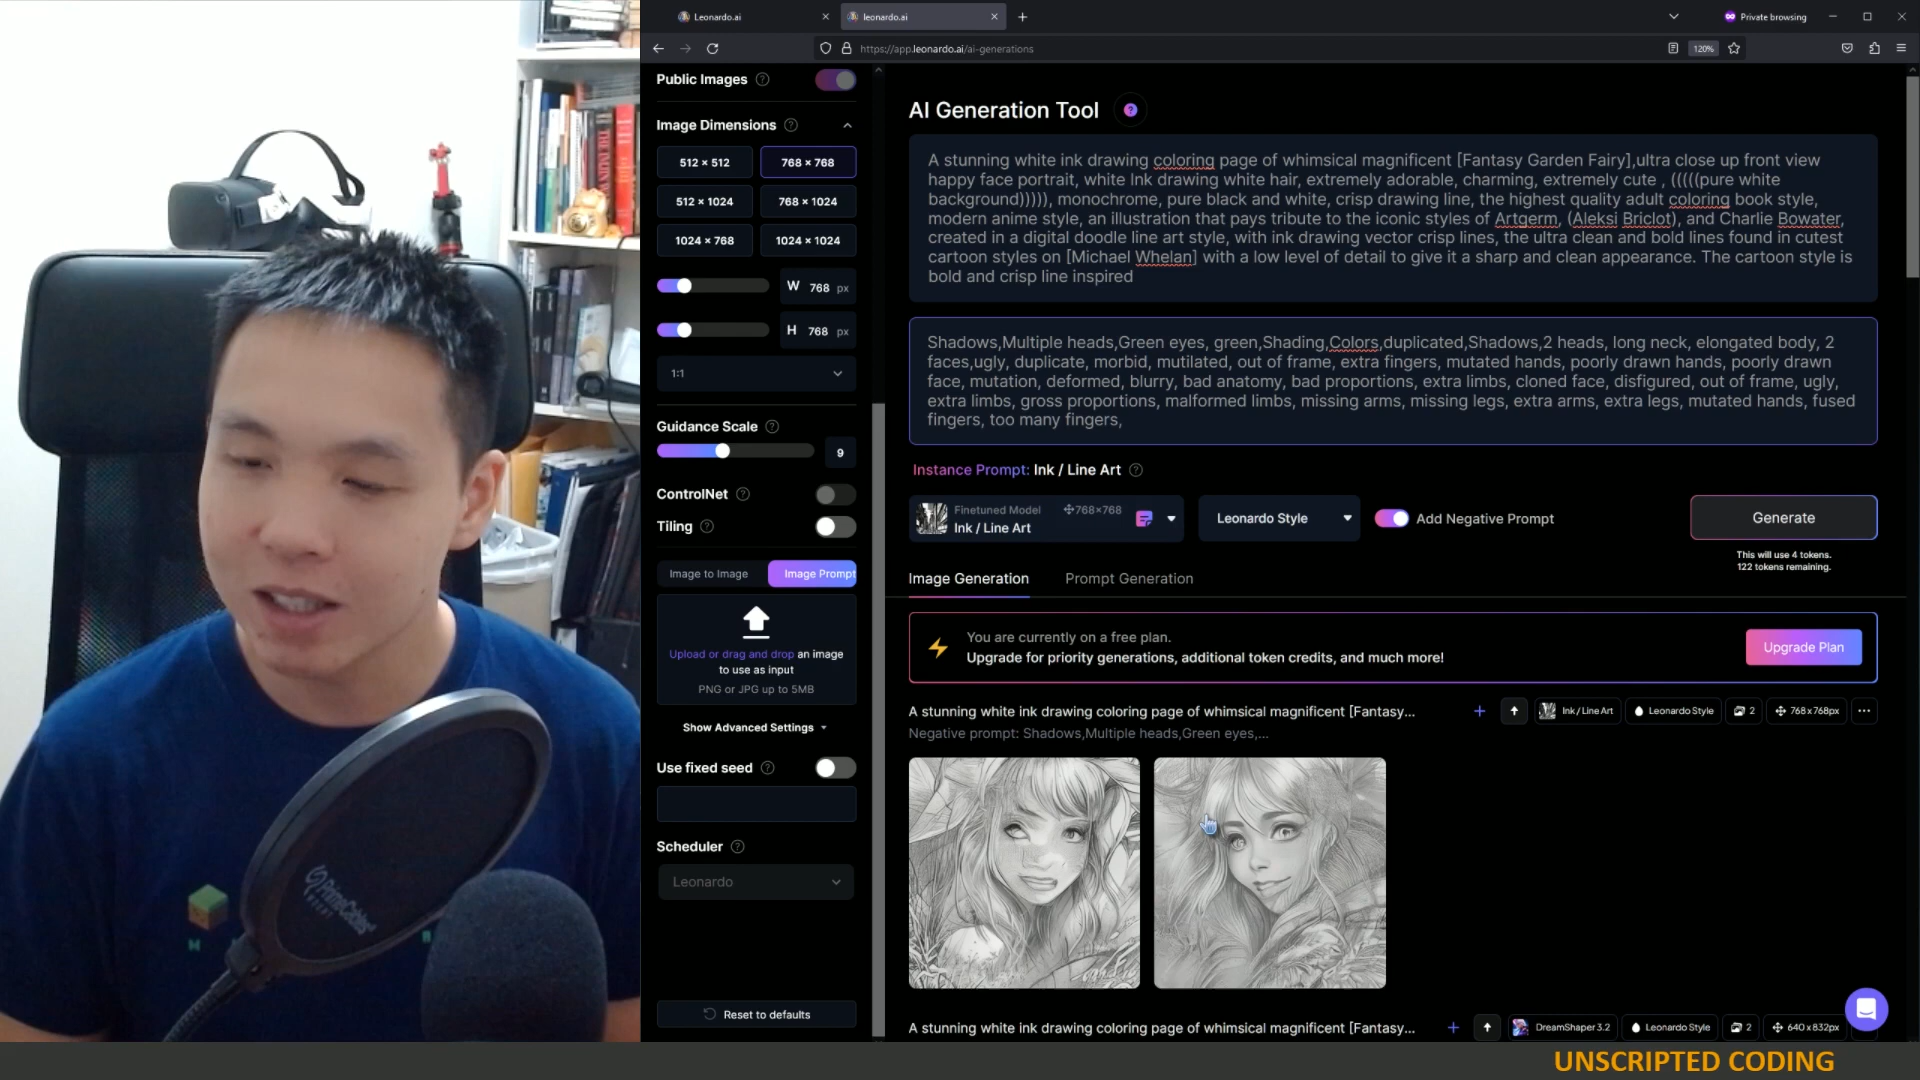 Leonardo.ai
leonardo.ai
Private browsing
https://app.leonardo.ai/ai-generations
120%
Public Images
Image Dimensions
512 × 512
768 × 768
512 × 1024
768 × 1024
1024 × 768
1024 × 1024
W 768 px
H 768 px
1:1
Guidance Scale
9
ControlNet
Tiling
Image to Image
Image Prompt
Upload or drag and drop an image
to use as input
PNG or JPG up to 5MB
Show Advanced Settings
Use fixed seed
Scheduler
Leonardo
Reset to defaults
AI Generation Tool
A stunning white ink drawing coloring page of whimsical magnificent [Fantasy Garden Fairy],ultra close up front view
happy face portrait, white Ink drawing white hair, extremely adorable, charming, extremely cute , (((((pure white
background))))), monochrome, pure black and white, crisp drawing line, the highest quality adult coloring book style,
modern anime style, an illustration that pays tribute to the iconic styles of Artgerm, (Aleksi Briclot), and Charlie Bowater,
created in a digital doodle line art style, with ink drawing vector crisp lines, the ultra clean and bold lines found in cutest
cartoon styles on [Michael Whelan] with a low level of detail to give it a sharp and clean appearance. The cartoon style is
bold and crisp line inspired
Shadows,Multiple heads,Green eyes, green,Shading,Colors,duplicated,Shadows,2 heads, long neck, elongated body, 2
faces,ugly, duplicate, morbid, mutilated, out of frame, extra fingers, mutated hands, poorly drawn hands, poorly drawn
face, mutation, deformed, blurry, bad anatomy, bad proportions, extra limbs, cloned face, disfigured, out of frame, ugly,
extra limbs, gross proportions, malformed limbs, missing arms, missing legs, extra arms, extra legs, mutated hands, fused
fingers, too many fingers,
Instance Prompt: Ink / Line Art
Finetuned Model
768×768
Ink / Line Art
Leonardo Style
Add Negative Prompt
Generate
This will use 4 tokens.
122 tokens remaining.
Image Generation
Prompt Generation
You are currently on a free plan.
Upgrade for priority generations, additional token credits, and much more!
Upgrade Plan
A stunning white ink drawing coloring page of whimsical magnificent [Fantasy...
Ink / Line Art
Leonardo Style
2
768 x 768px
Negative prompt: Shadows,Multiple heads,Green eyes,...
A stunning white ink drawing coloring page of whimsical magnificent [Fantasy...
DreamShaper 3.2
Leonardo Style
2
640 x 832px
UNSCRIPTED CODING